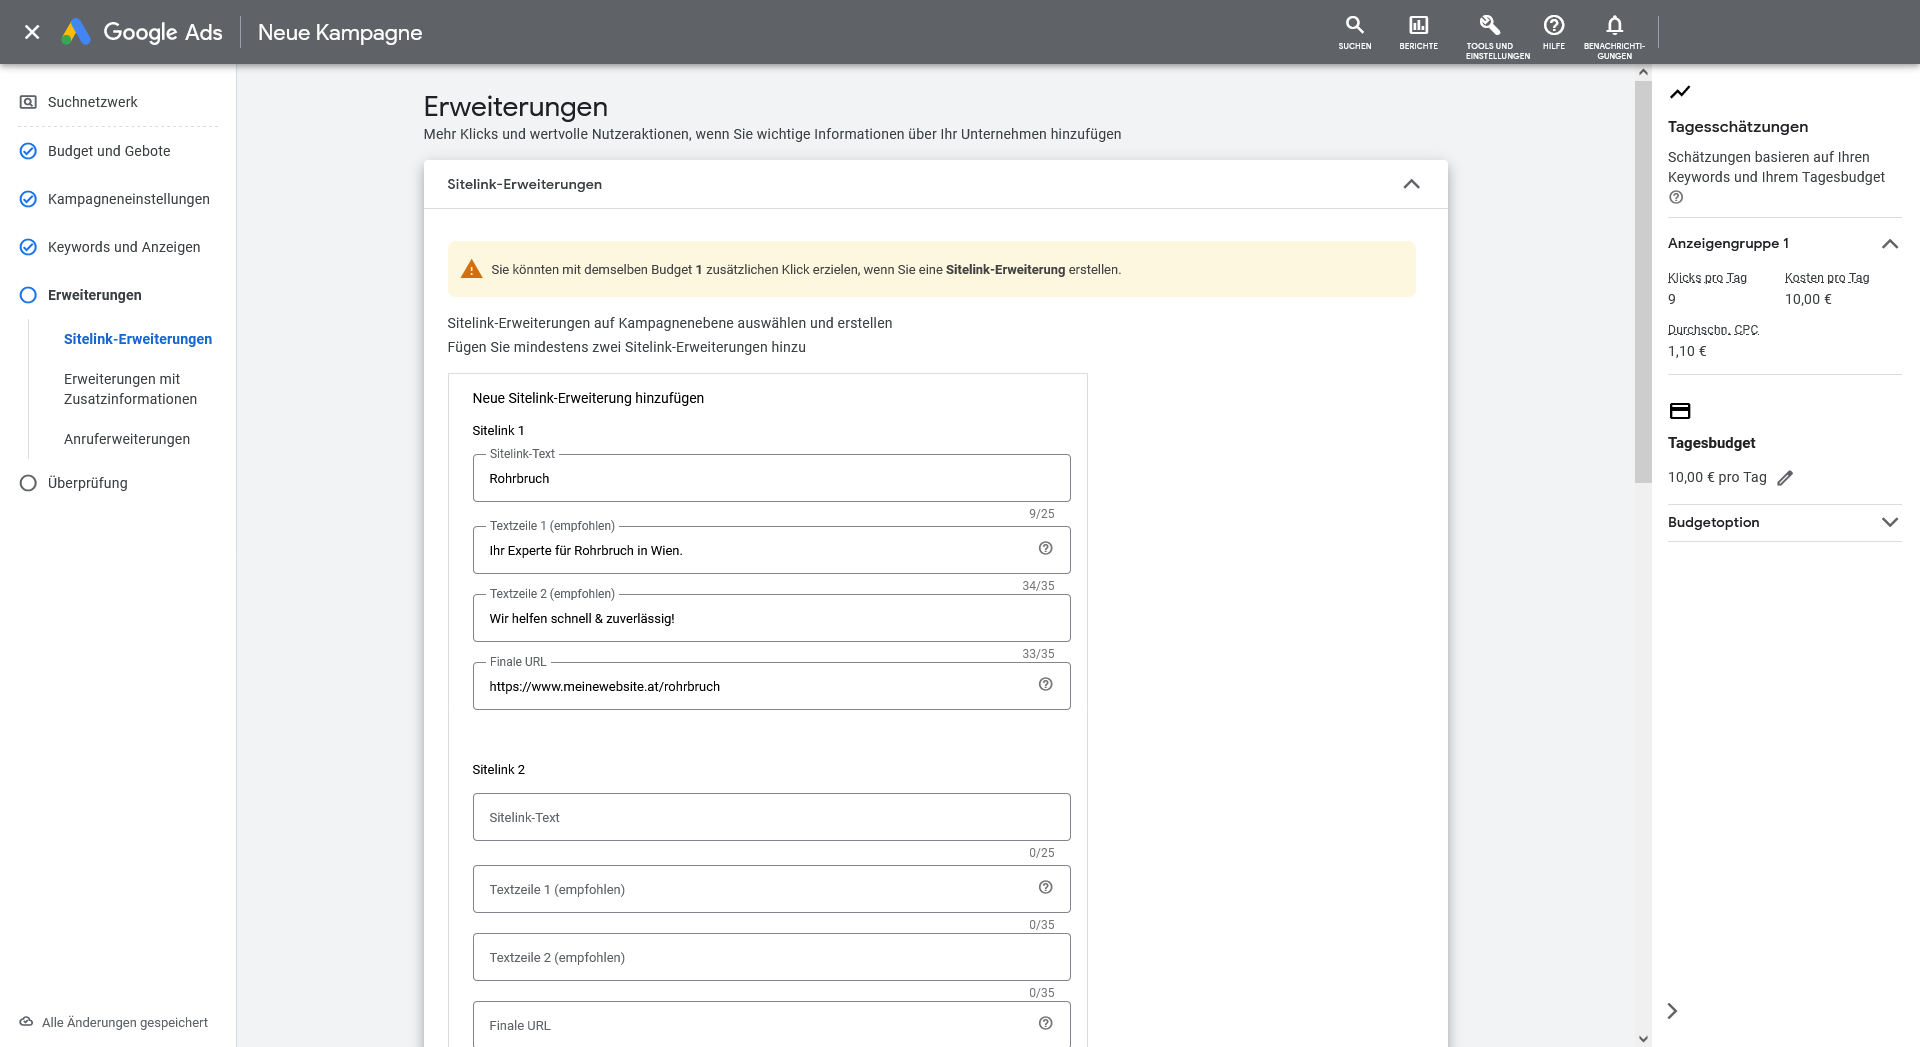 Google Ads
Neue Kampagne
SUCHEN
BERICHTE
TOOLS UND
EINSTELLUNGEN
HILFE
BENACHRICHTI-
GUNGEN
Suchnetzwerk
Budget und Gebote
Kampagneneinstellungen
Keywords und Anzeigen
Erweiterungen
Sitelink-Erweiterungen
Erweiterungen mit
Zusatzinformationen
Anruferweiterungen
Überprüfung
Alle Änderungen gespeichert
Erweiterungen
Mehr Klicks und wertvolle Nutzeraktionen, wenn Sie wichtige Informationen über Ihr Unternehmen hinzufügen
Sitelink-Erweiterungen
Sie könnten mit demselben Budget 1 zusätzlichen Klick erzielen, wenn Sie eine Sitelink-Erweiterung erstellen.
Sitelink-Erweiterungen auf Kampagnenebene auswählen und erstellen
Fügen Sie mindestens zwei Sitelink-Erweiterungen hinzu
Neue Sitelink-Erweiterung hinzufügen
Sitelink 1
Sitelink-Text
Rohrbruch
9/25
Textzeile 1 (empfohlen)
Ihr Experte für Rohrbruch in Wien.
34/35
Textzeile 2 (empfohlen)
Wir helfen schnell & zuverlässig!
33/35
Finale URL
https://www.meinewebsite.at/rohrbruch
Sitelink 2
Sitelink-Text
0/25
Textzeile 1 (empfohlen)
0/35
Textzeile 2 (empfohlen)
0/35
Finale URL
Tagesschätzungen
Schätzungen basieren auf Ihren
Keywords und Ihrem Tagesbudget
Anzeigengruppe 1
Klicks pro Tag
9
Kosten pro Tag
10,00 €
Durchschn. CPC
1,10 €
Tagesbudget
10,00 € pro Tag
Budgetoption